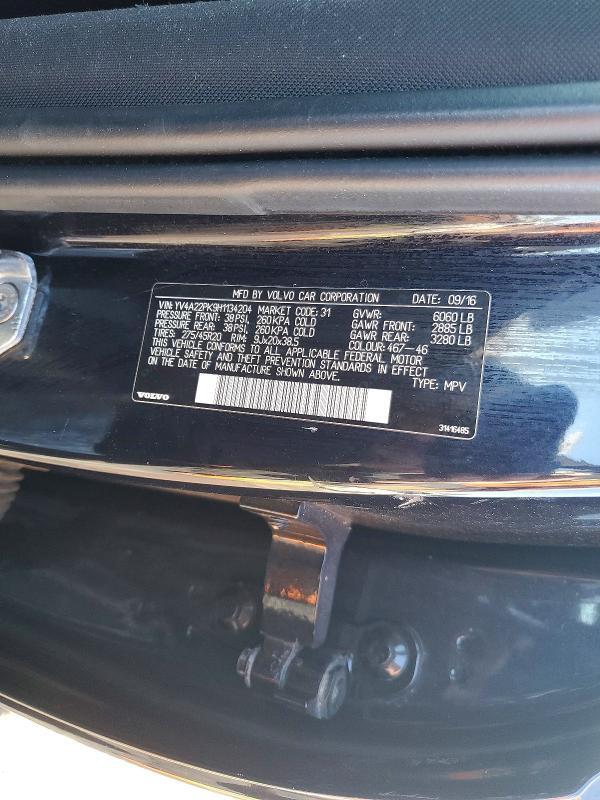 MFD BY VOLVO CAR CORPORATION DATE: 09/16
VIN: YV4A22PK9H1134204 MARKET CODE: 31 GVWR: 6060 LB
PRESSURE FRONT: 38 PSI, 260 KPA COLD GAWR FRONT: 2885 LB
PRESSURE REAR: 38 PSI, 260 KPA COLD GAWR REAR: 3280 LB
TIRES: 275/45R20 RIM: 9Jx20x38.5 COLOUR: 467-46
THIS VEHICLE CONFORMS TO ALL APPLICABLE FEDERAL MOTOR
VEHICLE SAFETY AND THEFT PREVENTION STANDARDS IN EFFECT
ON THE DATE OF MANUFACTURE SHOWN ABOVE.
TYPE: MPV
VOLVO 31416485